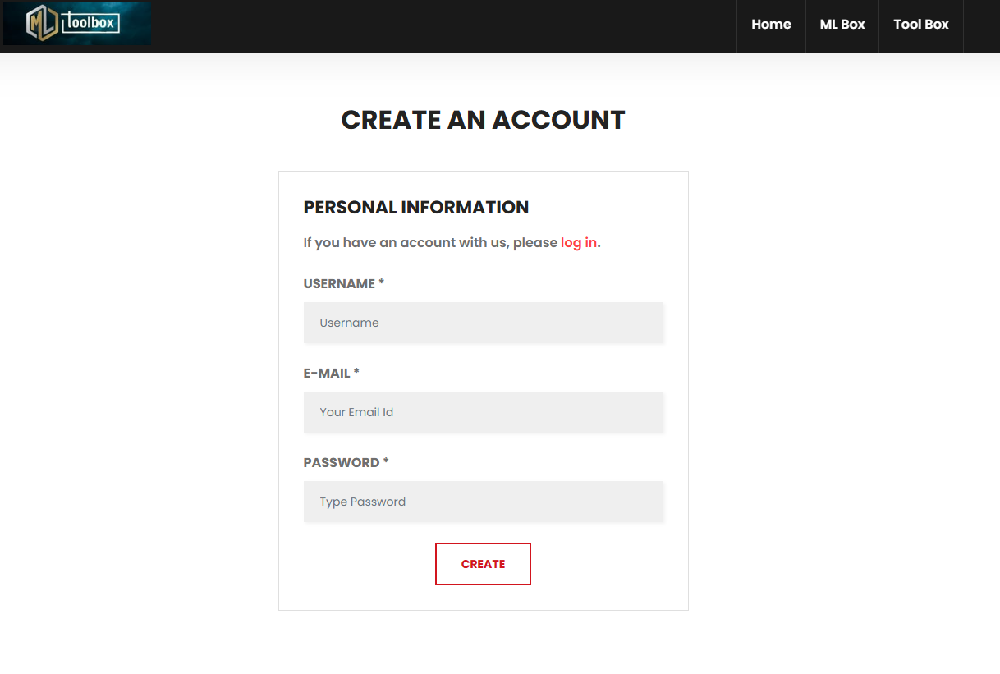 ML toolbox
Home ML Box Tool Box
CREATE AN ACCOUNT
PERSONAL INFORMATION
If you have an account with us, please log in.
USERNAME *
Username
E-MAIL *
Your Email Id
PASSWORD *
Type Password
CREATE